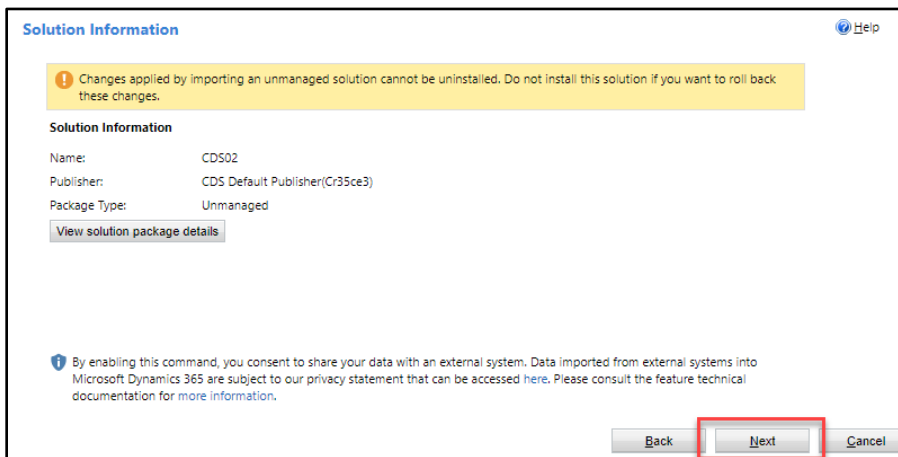 Solution Information
Help
Changes applied by importing an unmanaged solution cannot be uninstalled. Do not install this solution if you want to roll back
these changes.
Solution Information
Name: CDS02
Publisher: CDS Default Publisher(Cr35ce3)
Package Type: Unmanaged
View solution package details
By enabling this command, you consent to share your data with an external system. Data imported from external systems into
Microsoft Dynamics 365 are subject to our privacy statement that can be accessed here. Please consult the feature technical
documentation for more information.
Back Next Cancel